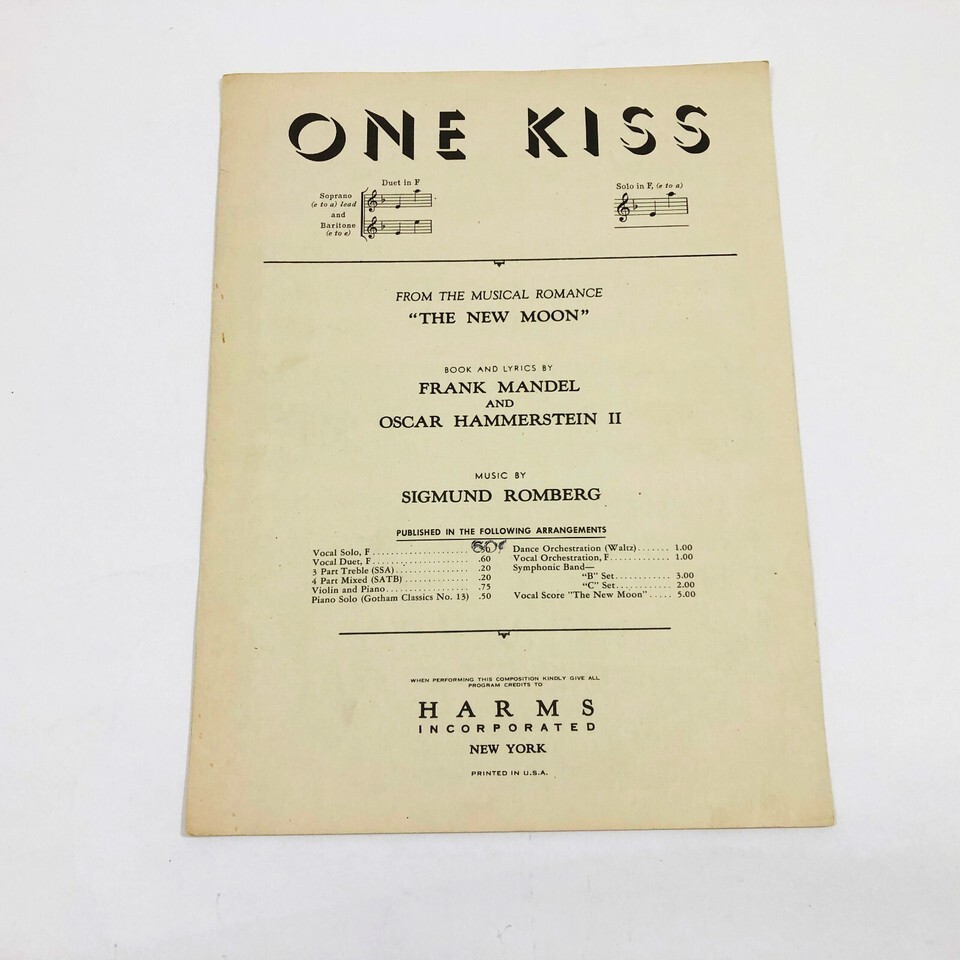 ONE KISS
Duet in F
Soprano
(e to a) lead
and
Baritone
(e to e)
Solo in F, (e to a)
FROM THE MUSICAL ROMANCE
“THE NEW MOON”
BOOK AND LYRICS BY
FRANK MANDEL
AND
OSCAR HAMMERSTEIN II
MUSIC BY
SIGMUND ROMBERG
PUBLISHED IN THE FOLLOWING ARRANGEMENTS
Vocal Solo, F .................... 60¢
Vocal Duet, F .................... .60
3 Part Treble (SSA) ............... .20
4 Part Mixed (SATB) ............. .20
Violin and Piano ................. .75
Piano Solo (Gotham Classics No. 13) .50
Dance Orchestration (Waltz) ....... 1.00
Vocal Orchestration, F ............ 1.00
Symphonic Band—
"B" Set ............ 3.00
"C" Set ............ 2.00
Vocal Score "The New Moon" ..... 5.00
WHEN PERFORMING THIS COMPOSITION KINDLY GIVE ALL
PROGRAM CREDITS TO
HARMS
INCORPORATED
NEW YORK
PRINTED IN U.S.A.